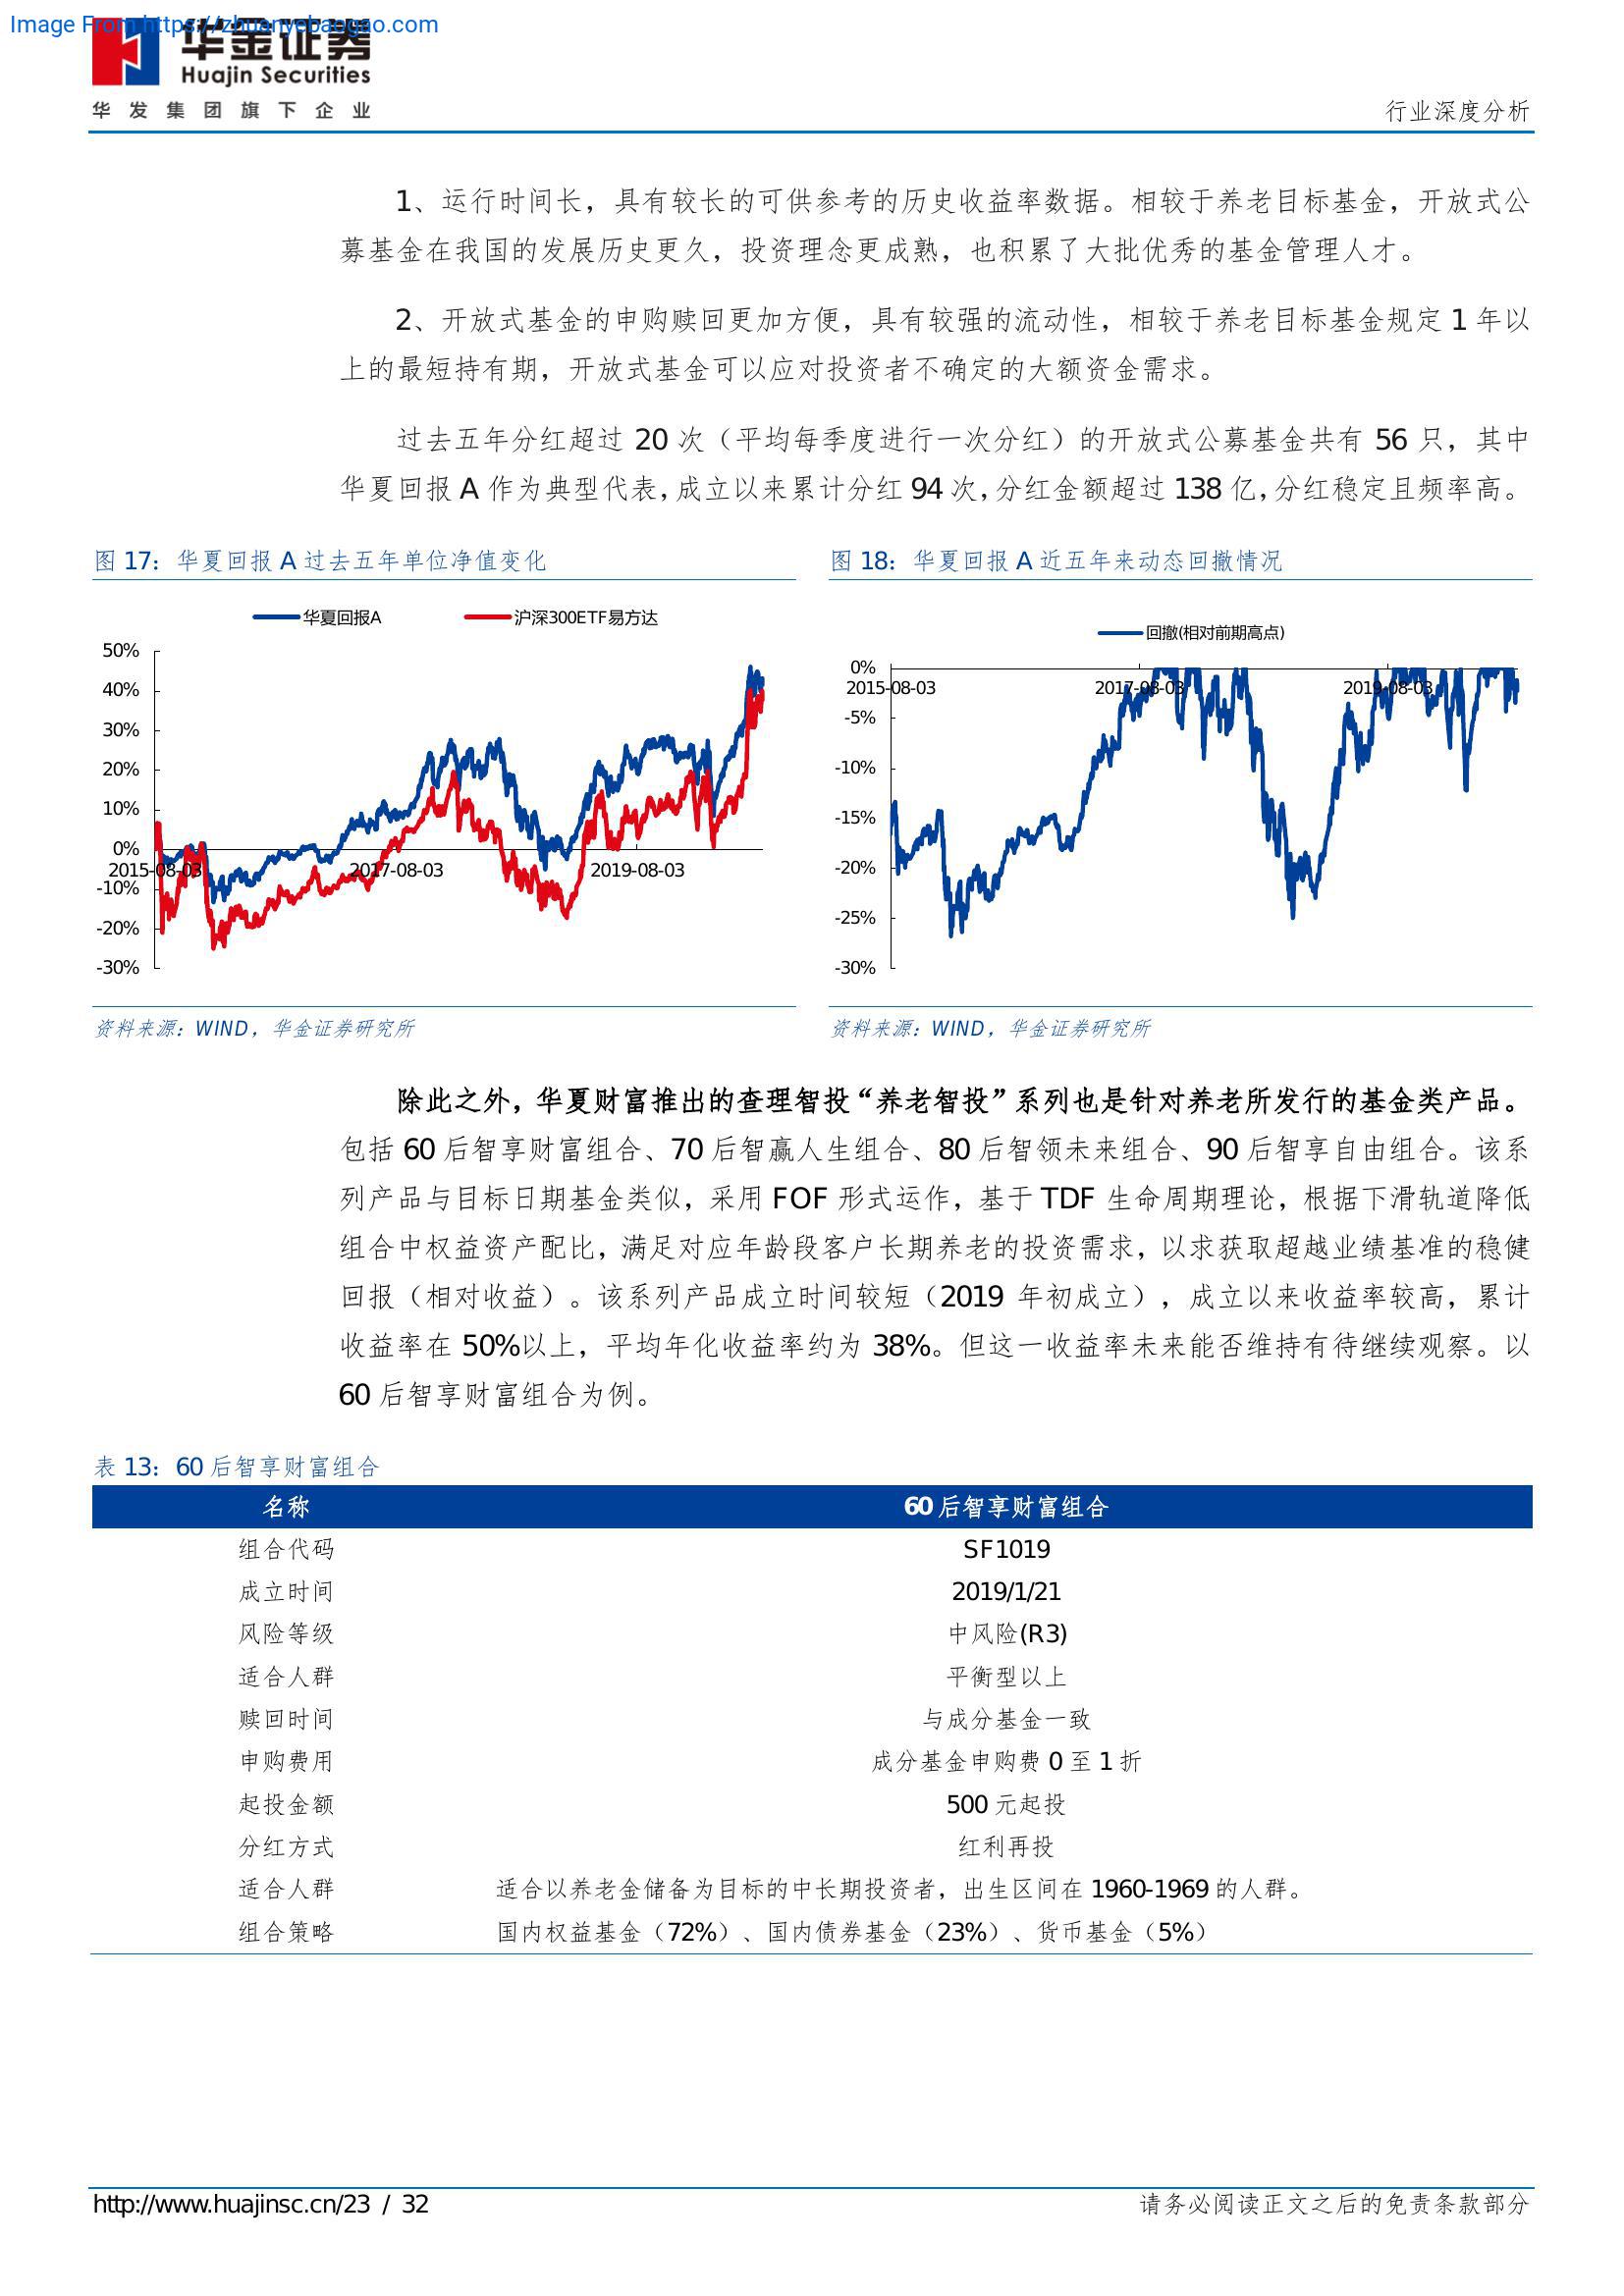 Image From https://zhuanyebaogao.com
华金证券
Huajin Securities
华发集团旗下企业
行业深度分析
1、运行时间长，具有较长的可供参考的历史收益率数据。相较于养老目标基金，开放式公
募基金在我国的发展历史更久，投资理念更成熟，也积累了大批优秀的基金管理人才。
2、开放式基金的申购赎回更加方便，具有较强的流动性，相较于养老目标基金规定 1 年以
上的最短持有期，开放式基金可以应对投资者不确定的大额资金需求。
过去五年分红超过 20 次（平均每季度进行一次分红）的开放式公募基金共有 56 只，其中
华夏回报 A 作为典型代表，成立以来累计分红 94 次，分红金额超过 138 亿，分红稳定且频率高。
图 17：华夏回报 A 过去五年单位净值变化
华夏回报A 沪深300ETF易方达
50%
40%
30%
20%
10%
0%
2015-08-03 2017-08-03 2019-08-03
-10%
-20%
-30%
资料来源：WIND，华金证券研究所
图 18：华夏回报 A 近五年来动态回撤情况
回撤(相对前期高点)
0%
2015-08-03 2017-08-03 2019-08-03
-5%
-10%
-15%
-20%
-25%
-30%
资料来源：WIND，华金证券研究所
除此之外，华夏财富推出的查理智投“养老智投”系列也是针对养老所发行的基金类产品。
包括 60 后智享财富组合、70 后智赢人生组合、80 后智领未来组合、90 后智享自由组合。该系
列产品与目标日期基金类似，采用 FOF 形式运作，基于 TDF 生命周期理论，根据下滑轨道降低
组合中权益资产配比，满足对应年龄段客户长期养老的投资需求，以求获取超越业绩基准的稳健
回报（相对收益）。该系列产品成立时间较短（2019 年初成立），成立以来收益率较高，累计
收益率在 50%以上，平均年化收益率约为 38%。但这一收益率未来能否维持有待继续观察。以
60 后智享财富组合为例。
表 13：60 后智享财富组合
名称 60 后智享财富组合
组合代码 SF1019
成立时间 2019/1/21
风险等级 中风险(R3)
适合人群 平衡型以上
赎回时间 与成分基金一致
申购费用 成分基金申购费 0 至 1 折
起投金额 500 元起投
分红方式 红利再投
适合人群 适合以养老金储备为目标的中长期投资者，出生区间在 1960-1969 的人群。
组合策略 国内权益基金（72%）、国内债券基金（23%）、货币基金（5%）
http://www.huajinsc.cn/23 / 32
请务必阅读正文之后的免责条款部分